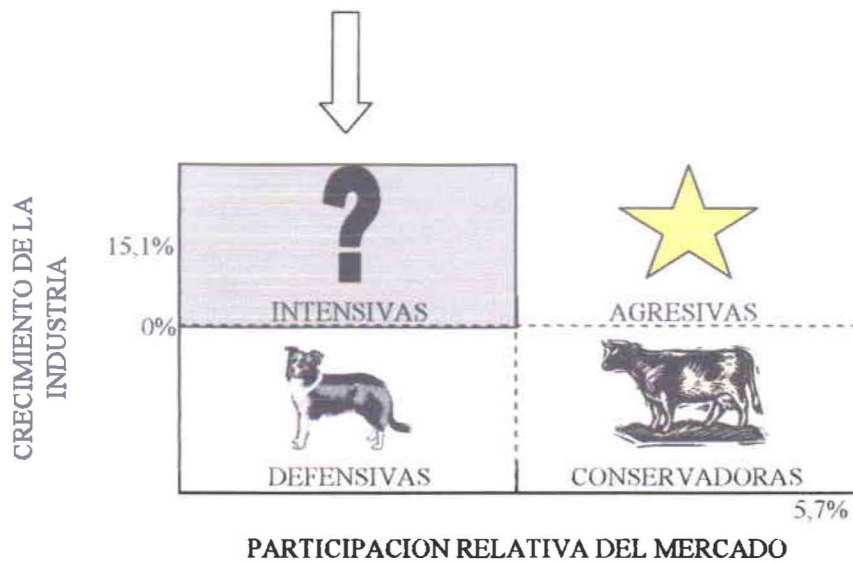 ?
CRECIMIENTO DE LA
INDUSTRIA
15,1%
INTENSIVAS
AGRESIVAS
0%
DEFENSIVAS
CONSERVADORAS
5,7%
PARTICIPACION RELATIVA DEL MERCADO